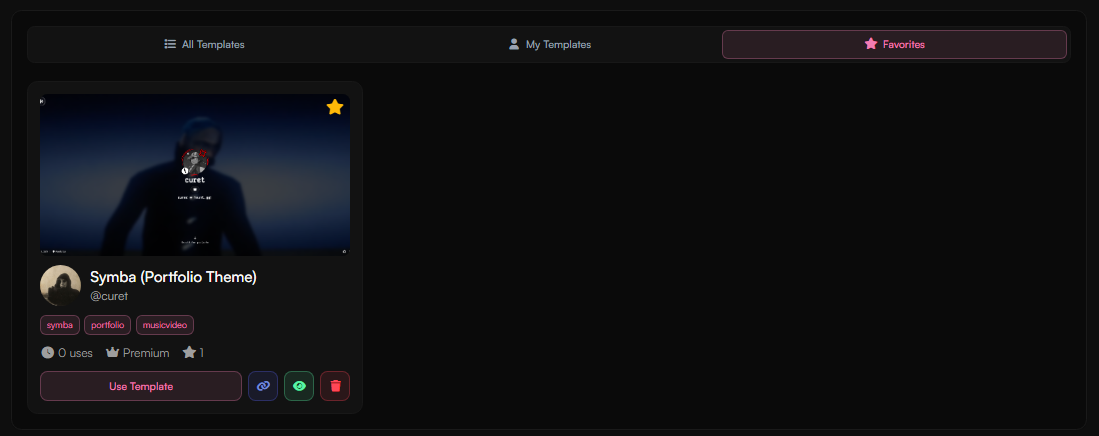 All Templates
My Templates
Favorites
curet
Symba (Portfolio Theme)
@curet
symba
portfolio
musicvideo
0 uses
Premium
1
Use Template